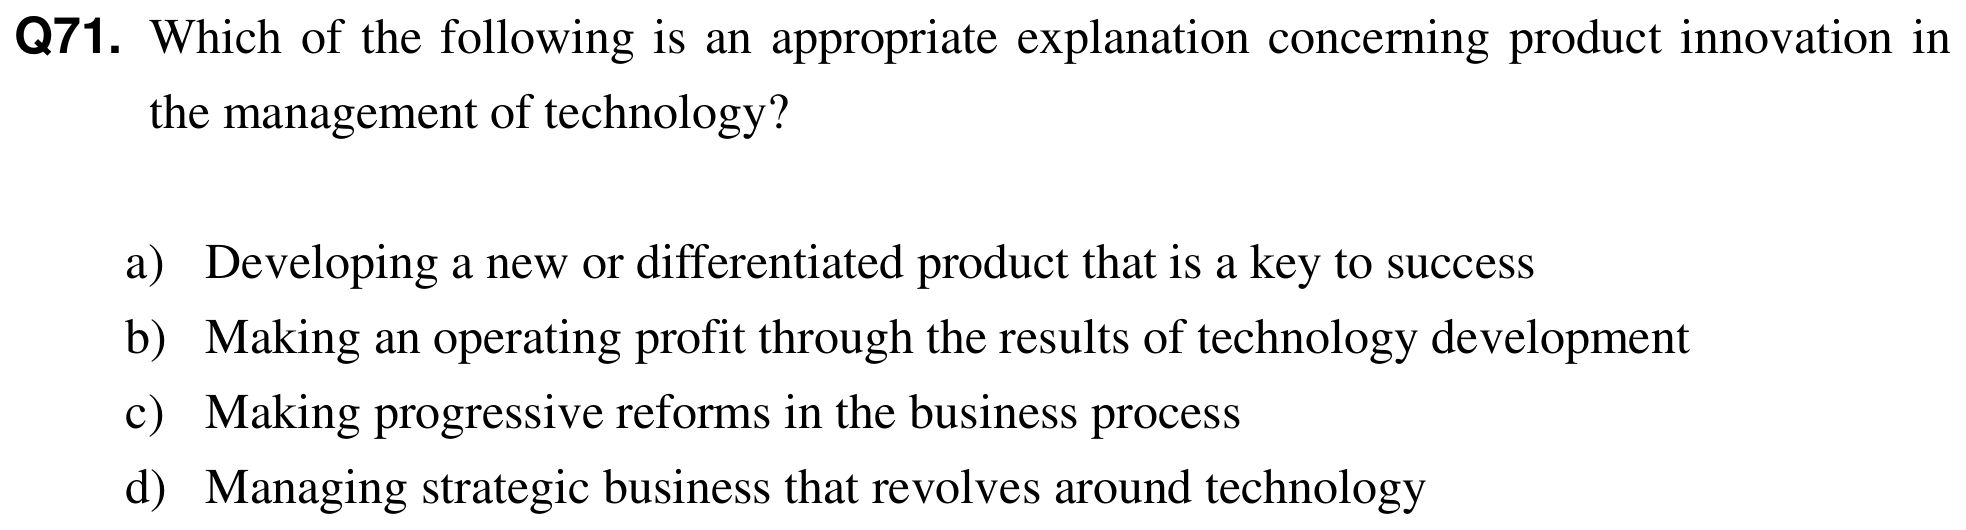 Q71. Which of the following is an appropriate explanation concerning product innovation in
the management of technology?
a) Developing a new or differentiated product that is a key to success
b) Making an operating profit through the results of technology development
c) Making progressive reforms in the business process
d) Managing strategic business that revolves around technology